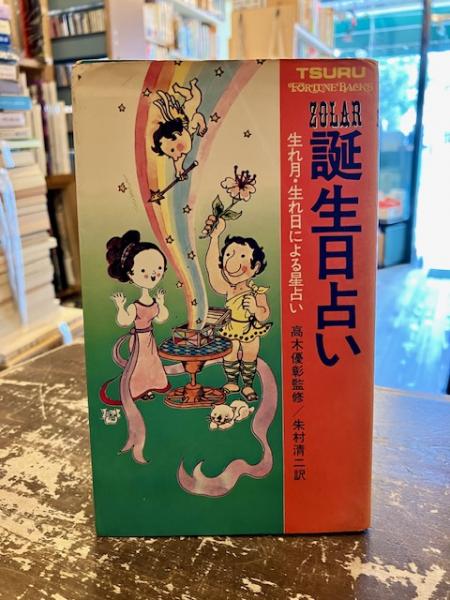 TSURU
FORTUNE BACKS
ZOLAR
誕生日占い
生れ月・生れ日による星占い
高木優彰監修／朱村清二訳